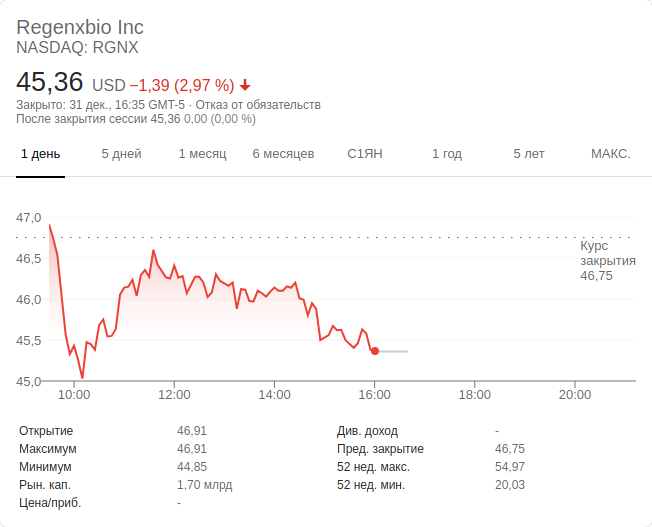 Regenxbio Inc
NASDAQ: RGNX
45,36 USD −1,39 (2,97 %)
Закрыто: 31 дек., 16:35 GMT-5 · Отказ от обязательств
После закрытия сессии 45,36 0,00 (0,00 %)
1 день 5 дней 1 месяц 6 месяцев С1ЯН 1 год 5 лет МАКС.
47,0
46,5
46,0
45,5
45,0
Курс
закрытия
46,75
10:00 12:00 14:00 16:00 18:00 20:00
Открытие 46,91 Див. доход -
Максимум 46,91 Пред. закрытие 46,75
Минимум 44,85 52 нед. макс. 54,97
Рын. кап. 1,70 млрд 52 нед. мин. 20,03
Цена/приб. -